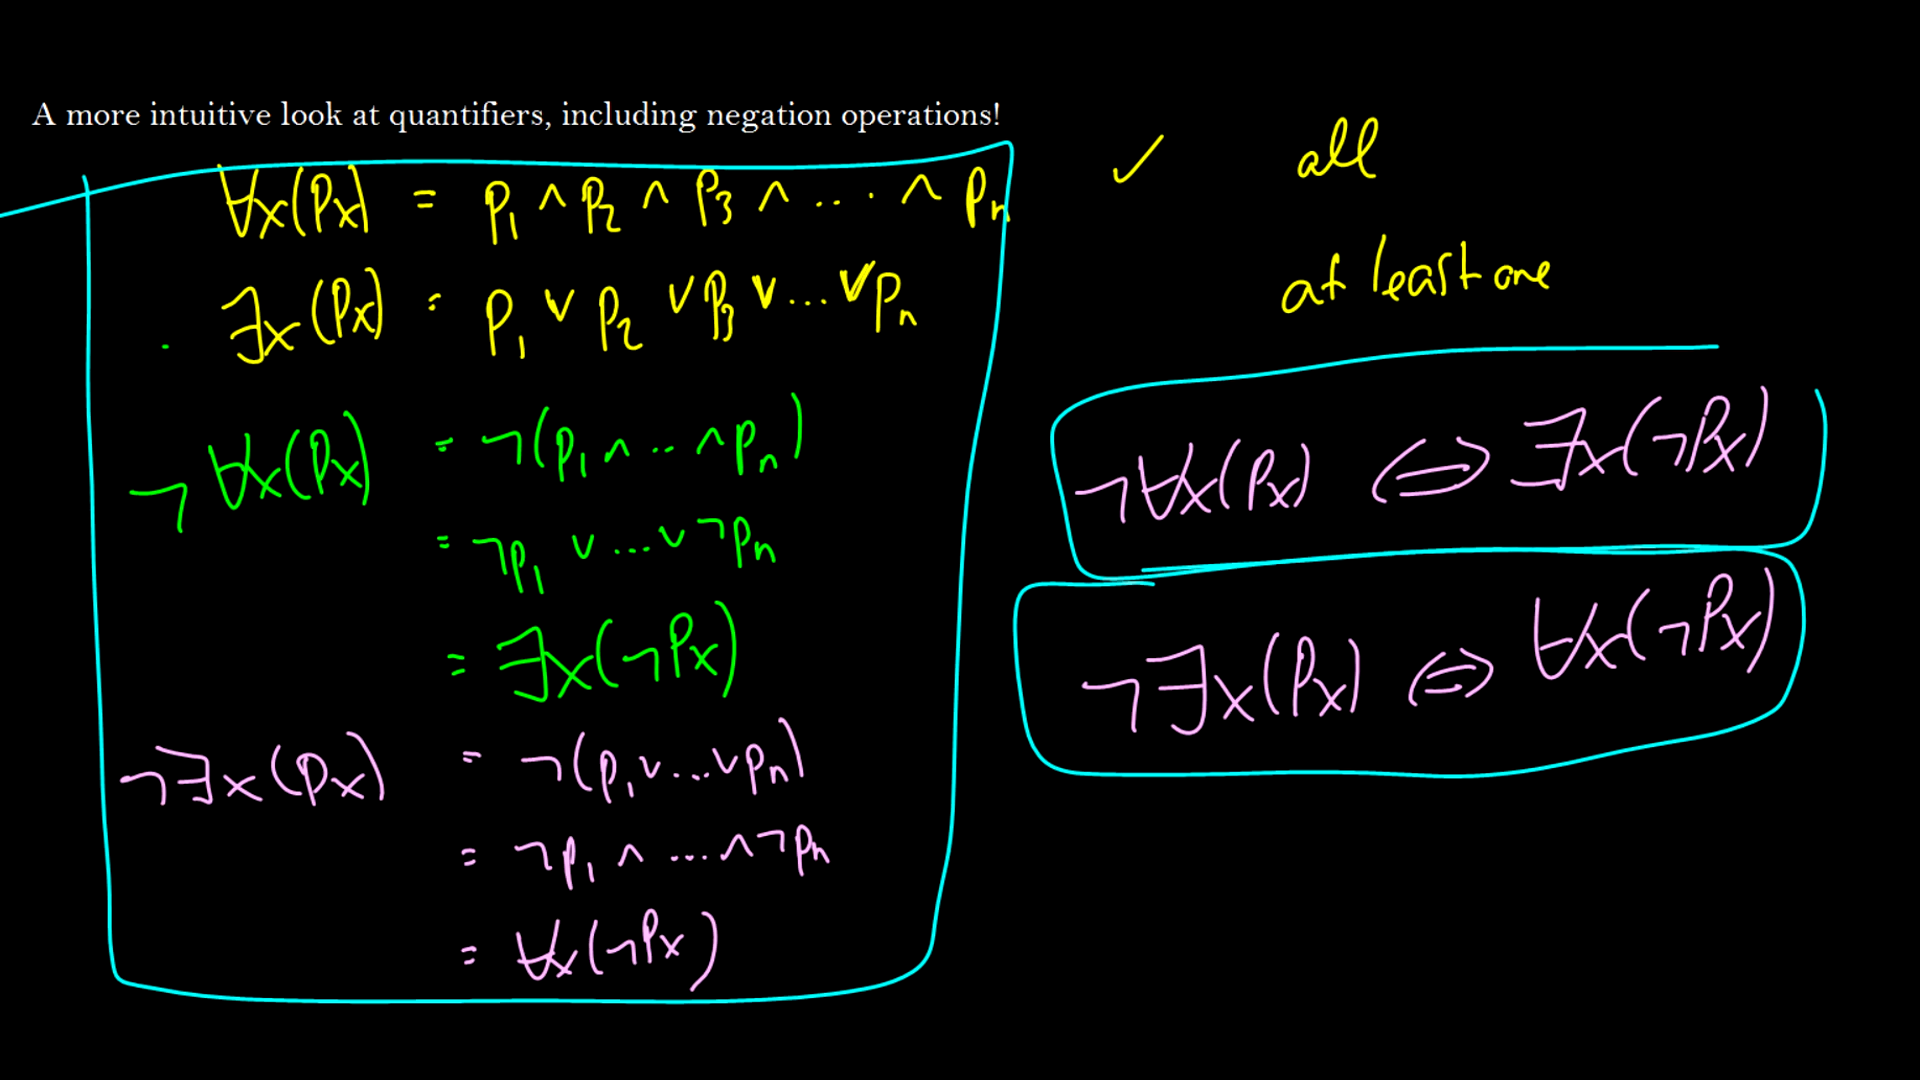 A more intuitive look at quantifiers, including negation operations!
∀x(Px) = P₁ ∧ P₂ ∧ P₃ ∧ ... ∧ Pₙ ✓ all
∃x(Px) = P₁ ∨ P₂ ∨ P₃ ∨ ... ∨ Pₙ at least one
¬∀x(Px) = ¬(P₁ ∧ .. ∧ Pₙ)
= ¬P₁ ∨ ... ∨ ¬Pₙ
= ∃x(¬Px)
¬∃x(Px) = ¬(P₁ ∨ ... ∨ Pₙ)
= ¬P₁ ∧ ... ∧ ¬Pₙ
= ∀x(¬Px)
¬∀x(Px) ⇔ ∃x(¬Px)
¬∃x(Px) ⇔ ∀x(¬Px)